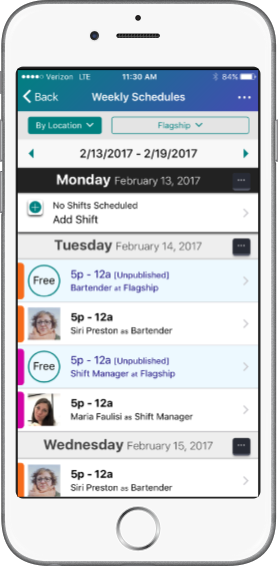 Verizon LTE 11:30 AM 84%
Back Weekly Schedules
By Location Flagship
2/13/2017 - 2/19/2017
Monday February 13, 2017
No Shifts Scheduled
Add Shift
Tuesday February 14, 2017
Free 5p - 12a (Unpublished)
Bartender at Flagship
5p - 12a
Siri Preston as Bartender
Free 5p - 12a (Unpublished)
Shift Manager at Flagship
5p - 12a
Maria Faulisi as Shift Manager
Wednesday February 15, 2017
5p - 12a
Siri Preston as Bartender